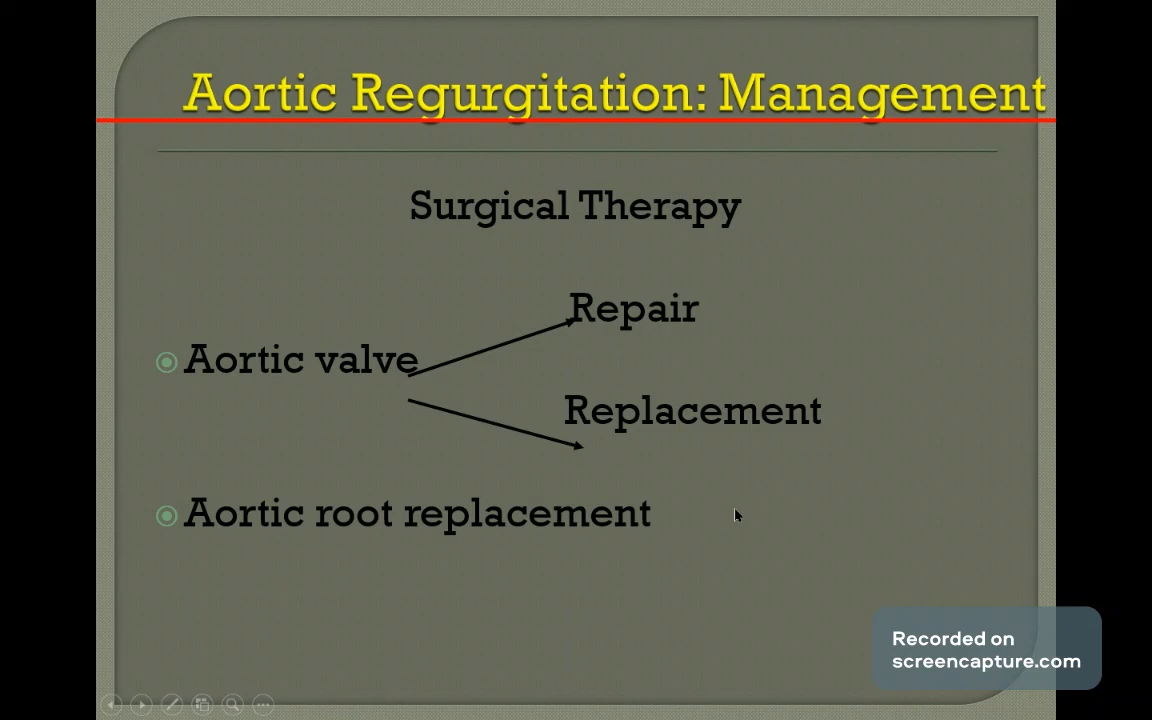 Aortic Regurgitation: Management
Surgical Therapy
Repair
Aortic valve
Replacement
Aortic root replacement
Recorded on
screencapture.com